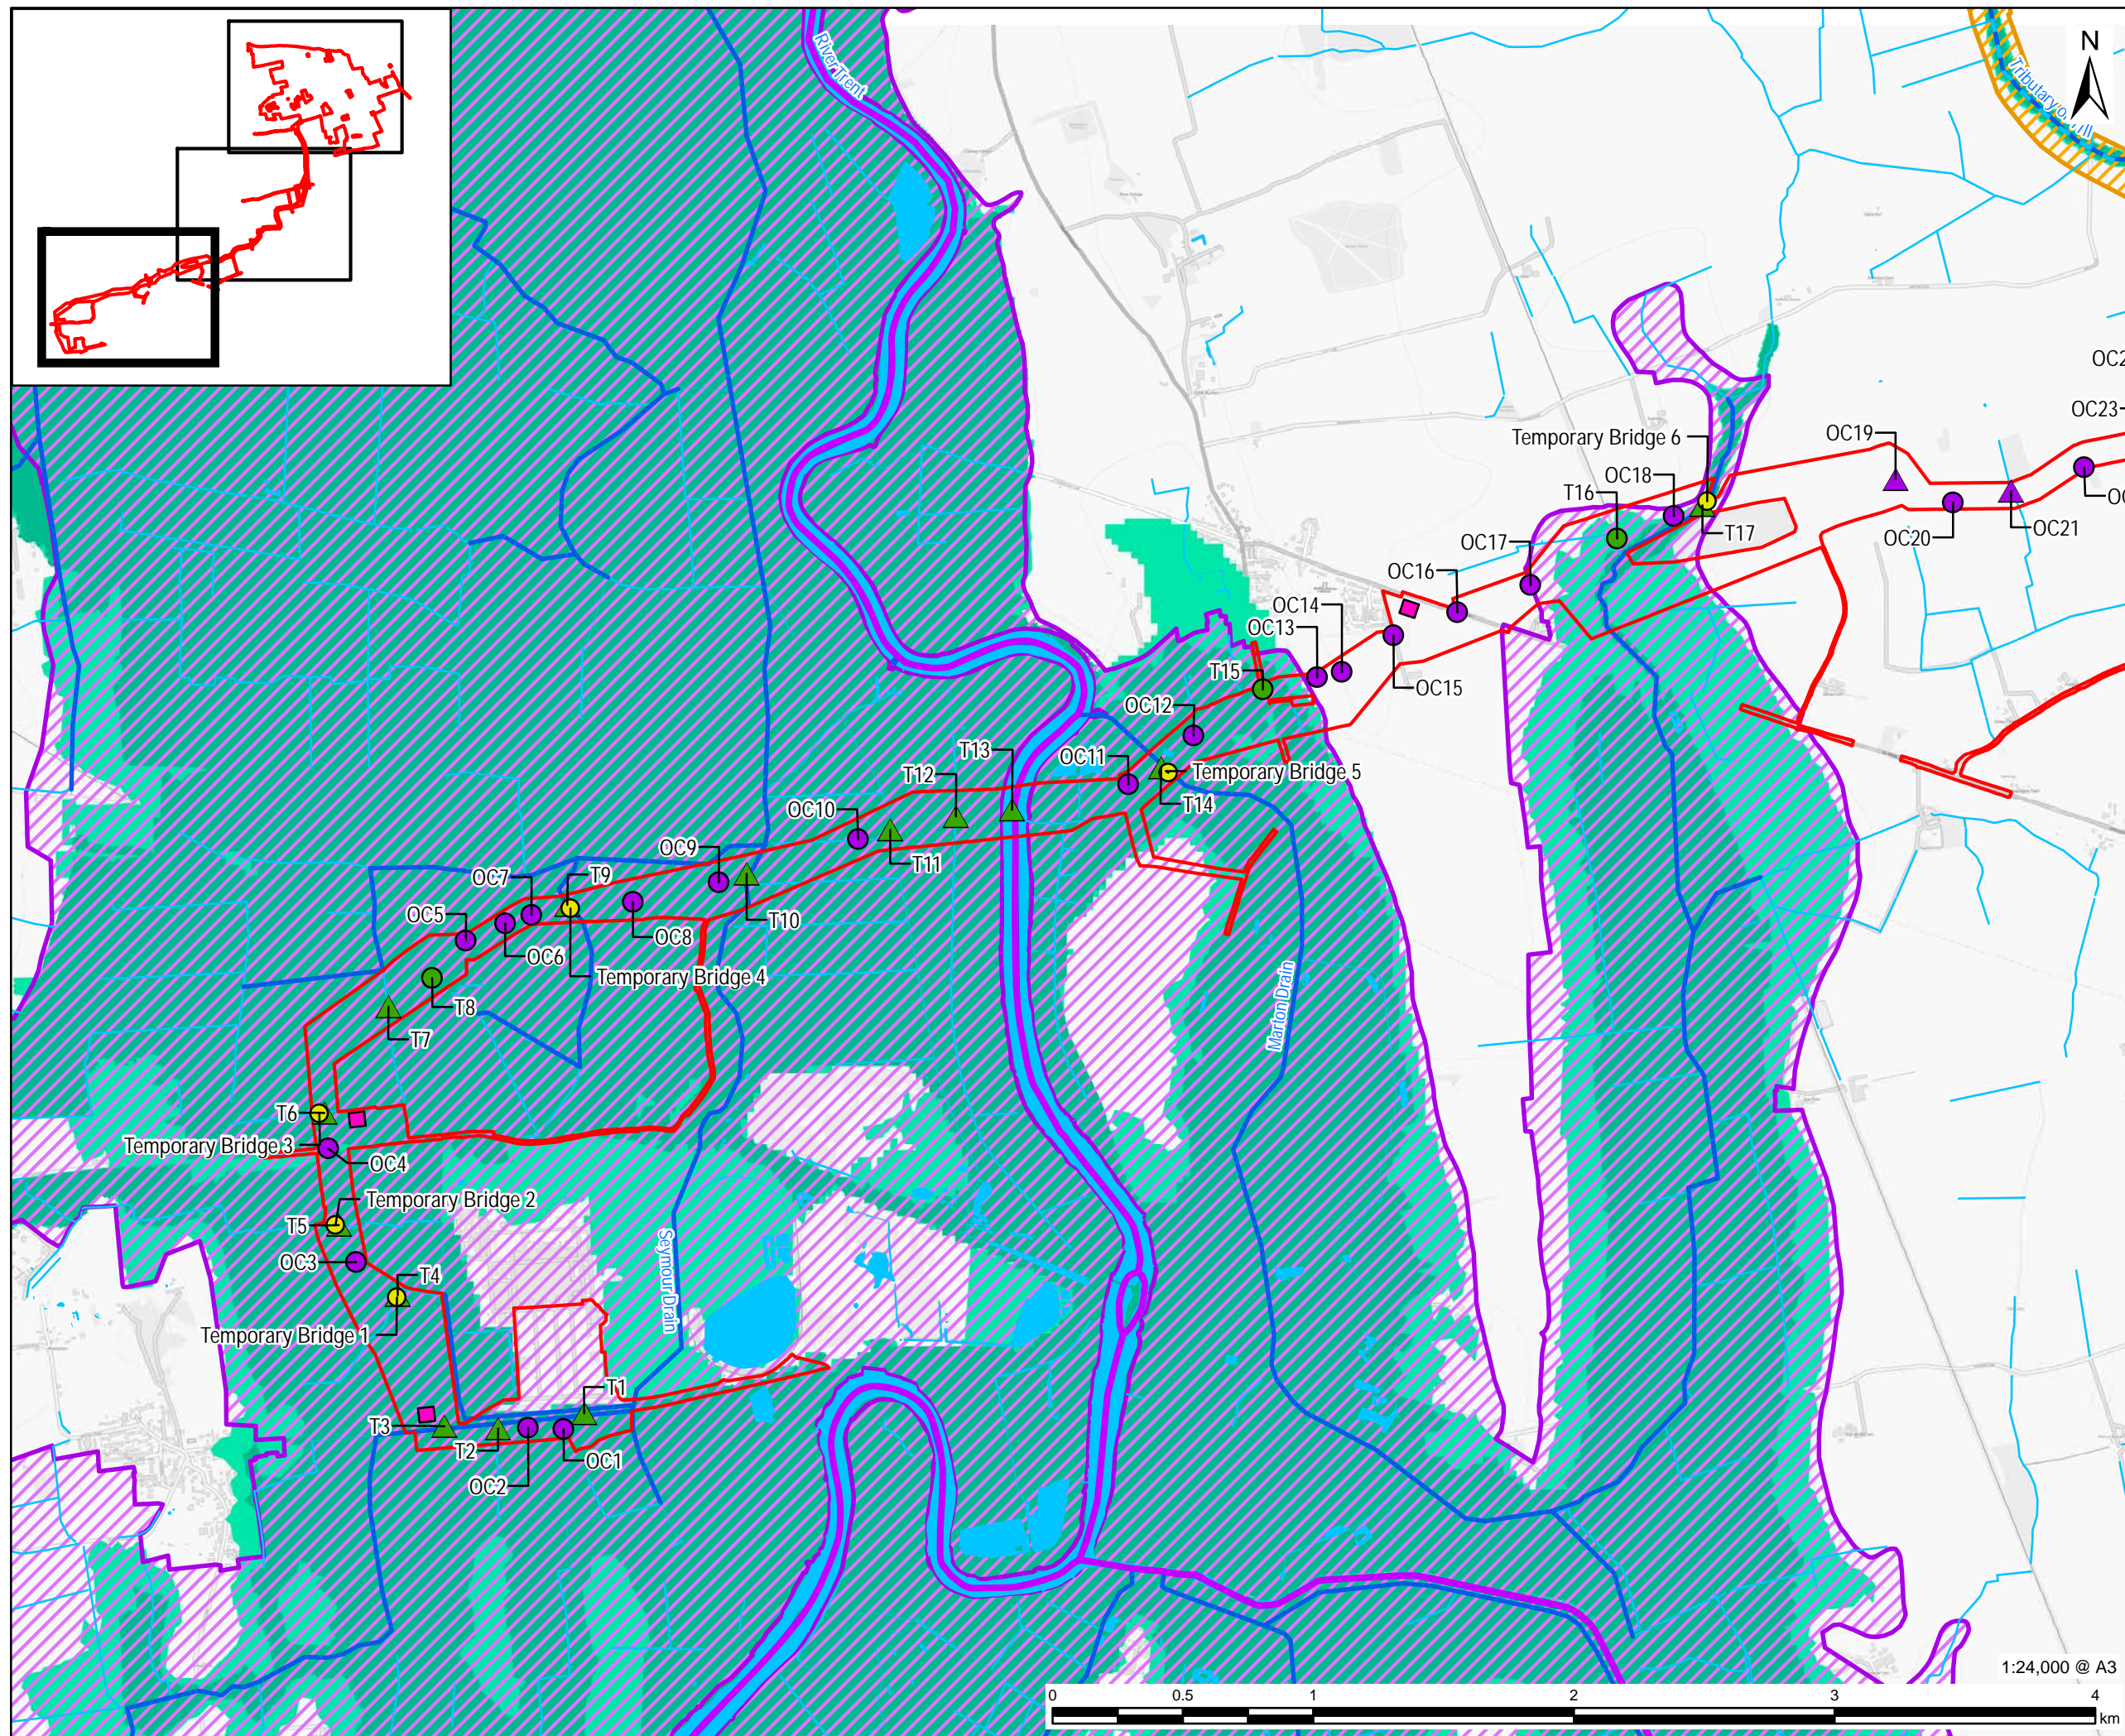 River Trent
N
Tributary of Till
OC2
OC23
Temporary Bridge 6
OC19
OC18
T16
T17
OC17
OC20
OC21
OC16
OC14
OC13
T15
OC15
OC12
T13
OC11
Temporary Bridge 5
T12
T14
OC10
OC9
T11
OC7
T9
OC5
T10
OC8
OC6
Temporary Bridge 4
T8
T7
Marton Drain
T6
Temporary Bridge 3
OC4
Temporary Bridge 2
T5
OC3
Seymour Drain
T4
Temporary Bridge 1
T1
T3
T2
OC1
OC2
1:24,000 @ A3
0 0.5 1 2 3 4
km